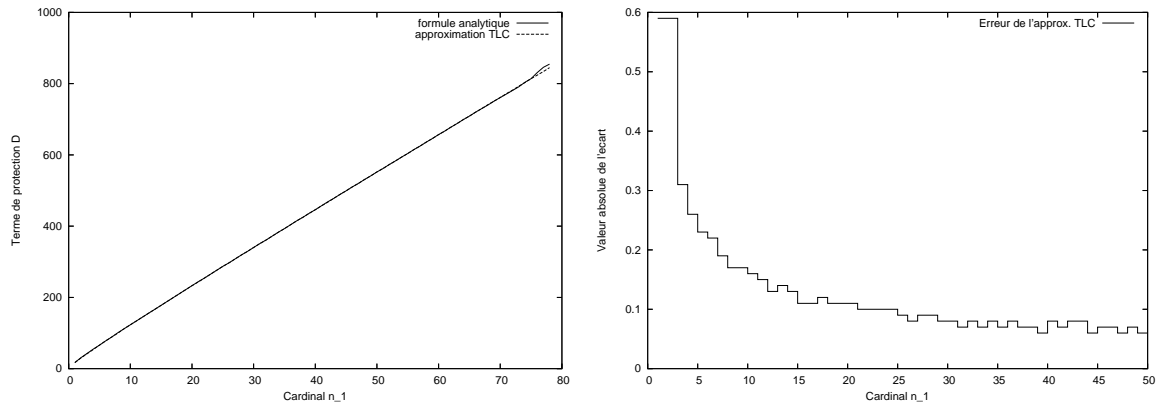 1000
800
600
400
200
0
Terme de protection D
formule analytique
approximation TLC
0 10 20 30 40 50 60 70 80
Cardinal n_1
0.6
0.5
0.4
0.3
0.2
0.1
0
Valeur absolue de l'ecart
Erreur de l'approx. TLC
0 5 10 15 20 25 30 35 40 45 50
Cardinal n_1